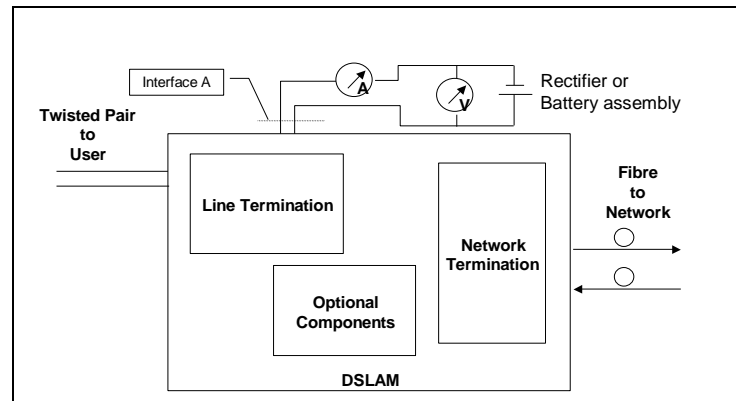 Interface A
A
V
Rectifier or
Battery assembly
Twisted Pair
to
User
Line Termination
Network
Termination
Optional
Components
DSLAM
Fibre
to
Network